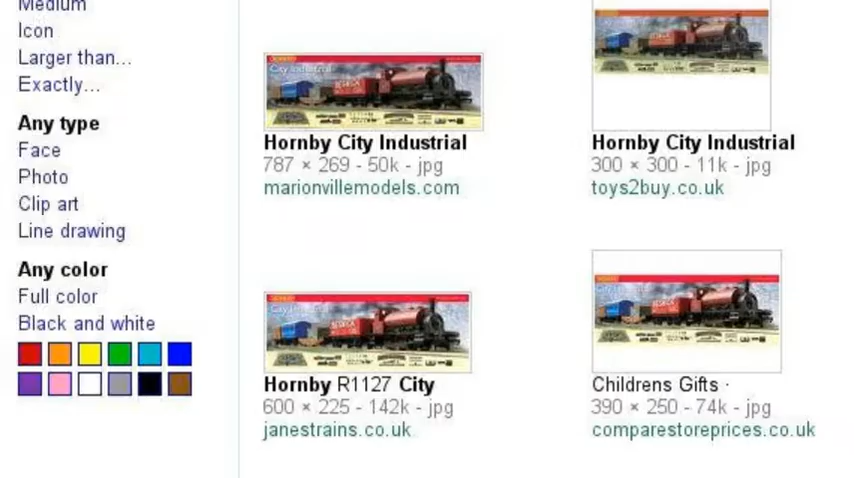 Medium
Icon
Larger than...
Exactly...
Any type
Face
Photo
Clip art
Line drawing
Any color
Full color
Black and white
City Industrial
Hornby City Industrial
787 × 269 - 50k - jpg
marionvillemodels.com
Hornby City Industrial
300 × 300 - 11k - jpg
toys2buy.co.uk
Hornby R1127 City
600 × 225 - 142k - jpg
janestrains.co.uk
Childrens Gifts ·
390 × 250 - 74k - jpg
comparestoreprices.co.uk